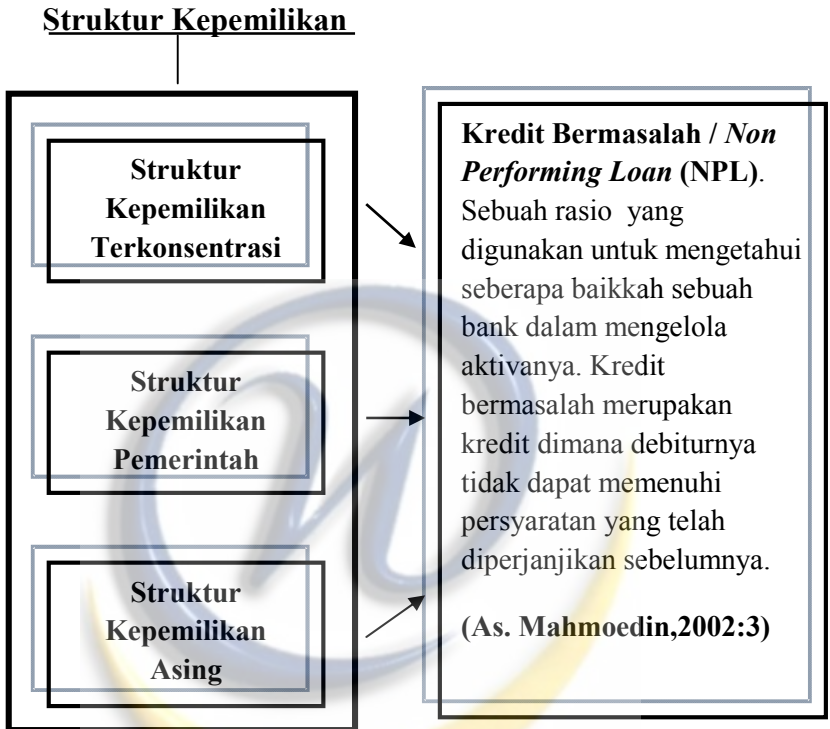 Struktur Kepemilikan
Struktur
Kepemilikan
Terkonsentrasi
Struktur
Kepemilikan
Pemerintah
Struktur
Kepemilikan
Asing
Kredit Bermasalah / Non
Performing Loan (NPL).
Sebuah rasio yang
digunakan untuk mengetahui
seberapa baikkah sebuah
bank dalam mengelola
aktivanya. Kredit
bermasalah merupakan
kredit dimana debiturnya
tidak dapat memenuhi
persyaratan yang telah
diperjanjikan sebelumnya.
(As. Mahmoedin,2002:3)